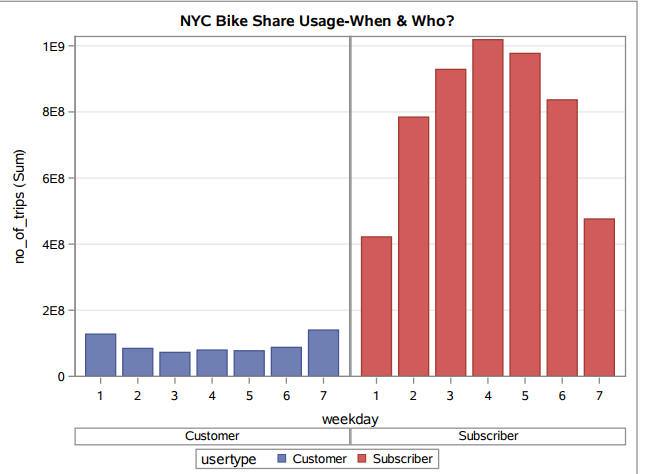 NYC Bike Share Usage-When & Who?
no_of_trips (Sum)
1E9
8E8
6E8
4E8
2E8
0
1 2 3 4 5 6 7 1 2 3 4 5 6 7
weekday
Customer Subscriber
usertype Customer Subscriber